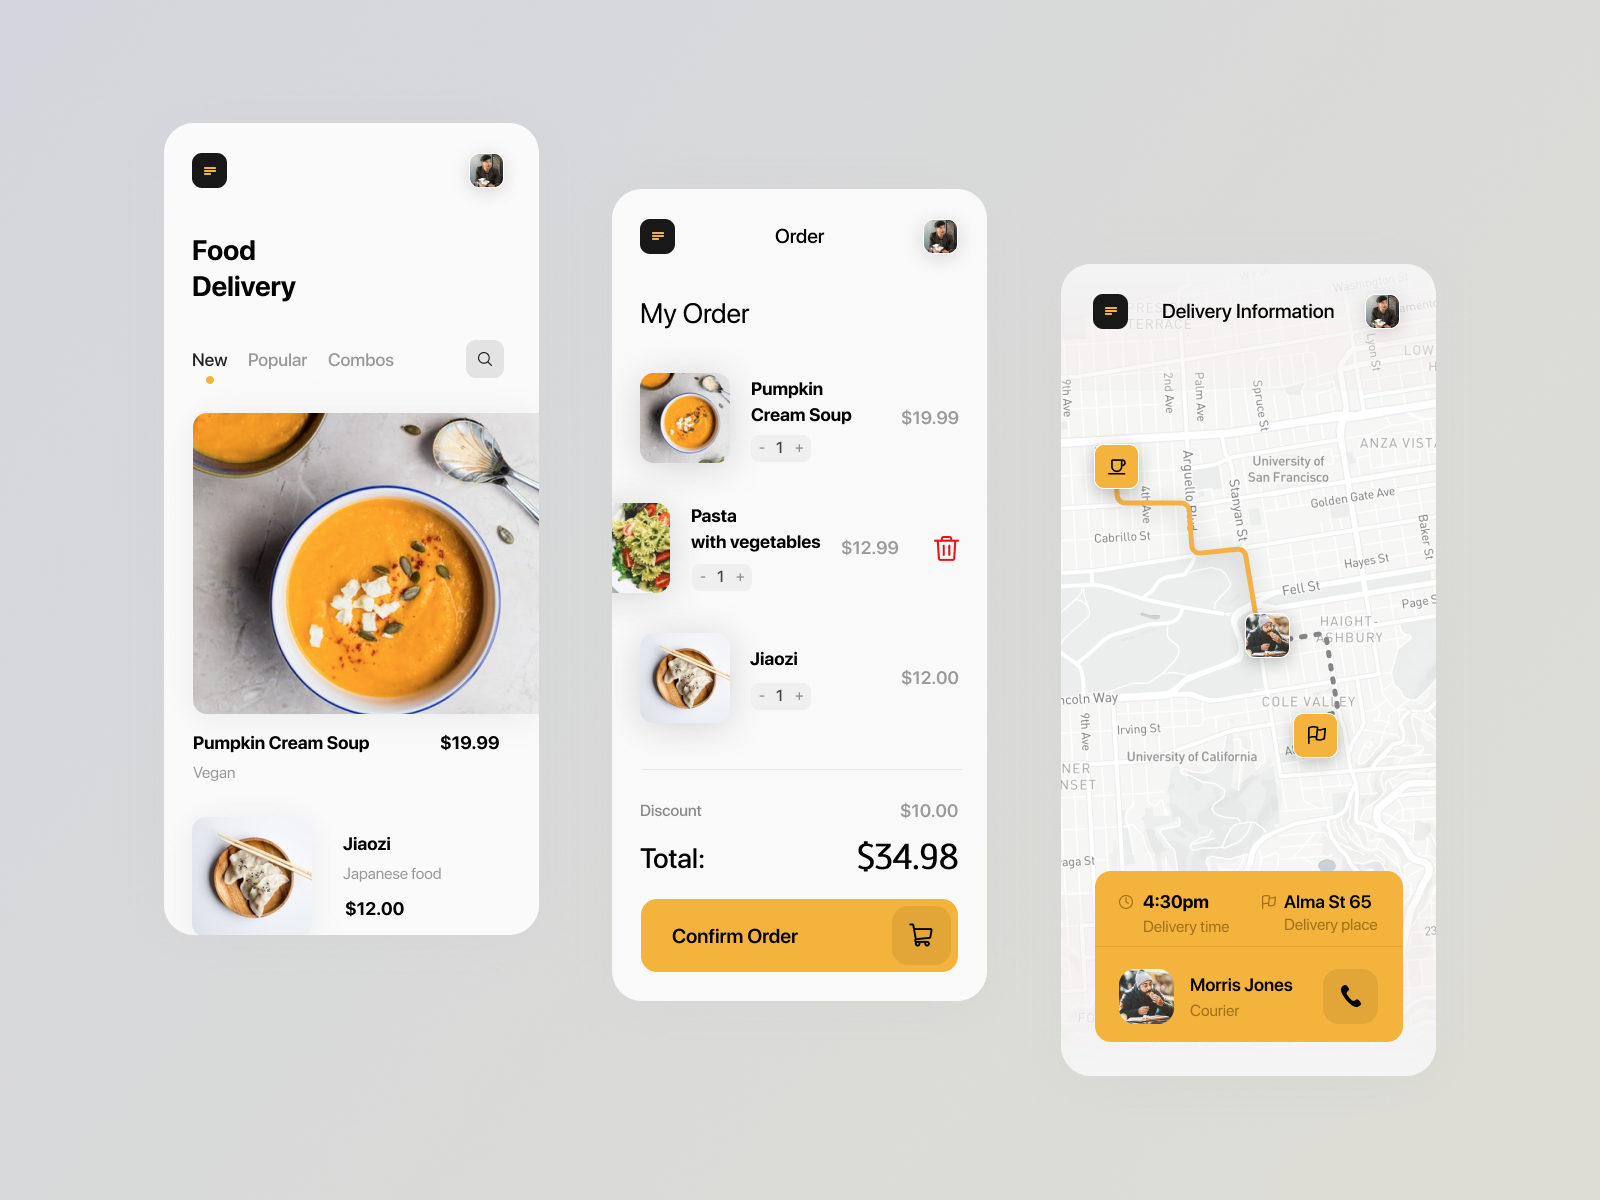 Food
Delivery
New Popular Combos
Pumpkin Cream Soup $19.99
Vegan
Jiaozi
Japanese food
$12.00
Order
My Order
Pumpkin
Cream Soup
$19.99
- 1 +
Pasta
with vegetables
$12.99
- 1 +
Jiaozi
$12.00
- 1 +
Discount $10.00
Total: $34.98
Confirm Order
Delivery Information
Washington St
TERRACE
Lyon St
LOW
9th Ave
2nd Ave
Palm Ave
Spruce St
ANZA VISTA
University of
San Francisco
Golden Gate Ave
Arguello Blvd
4th Ave
Stanyan St
Baker St
Cabrillo St
Hayes St
Fell St
Page S
HAIGHT-
ASHBURY
COLE VALLEY
ncoln Way
9th Ave
Irving St
University of California
NER
NSET
raga St
23
4:30pm
Delivery time
Alma St 65
Delivery place
Morris Jones
Courier